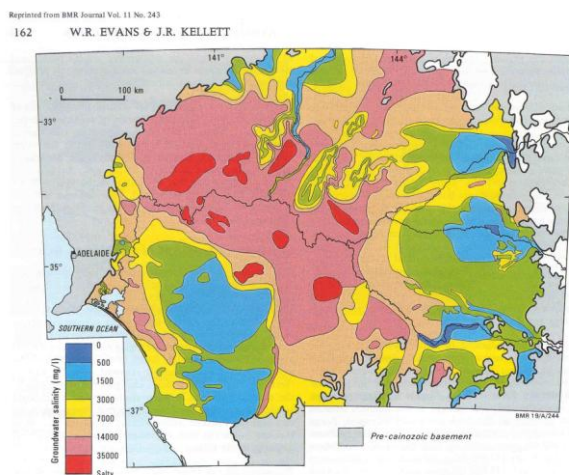 Reprinted from BMR Journal Vol. 11 No. 243
162 W.R. EVANS & J.R. KELLETT
141°
144°
0 100 km
33°
ADELAIDE
35°
SOUTHERN OCEAN
37°
Groundwater salinity (mg/l)
0
500
1500
3000
7000
14000
35000
Salty
BMR 19/A/244
Pre-cainozoic basement